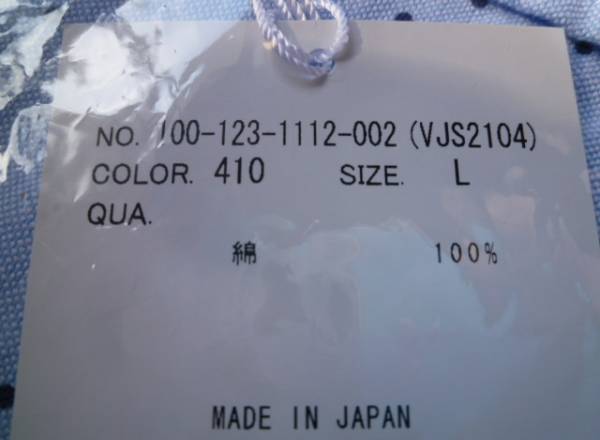 NO. 100-123-1112-002 (VJS2104)
COLOR. 410 SIZE. L
QUA.
綿 100%
MADE IN JAPAN